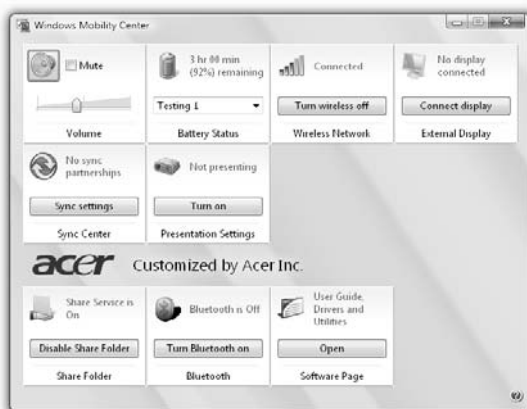 Windows Mobility Center
Mute
Volume
3 hr 00 min
(92%) remaining
Testing 1
Battery Status
Connected
Turn wireless off
Wireless Network
No display
connected
Connect display
External Display
No sync
partnerships
Sync settings
Sync Center
Not presenting
Turn on
Presentation Settings
acer Customized by Acer Inc.
Share Service is
On
Disable Share Folder
Share Folder
Bluetooth is Off
Turn Bluetooth on
Bluetooth
User Guide,
Drivers and
Utilities
Open
Software Page